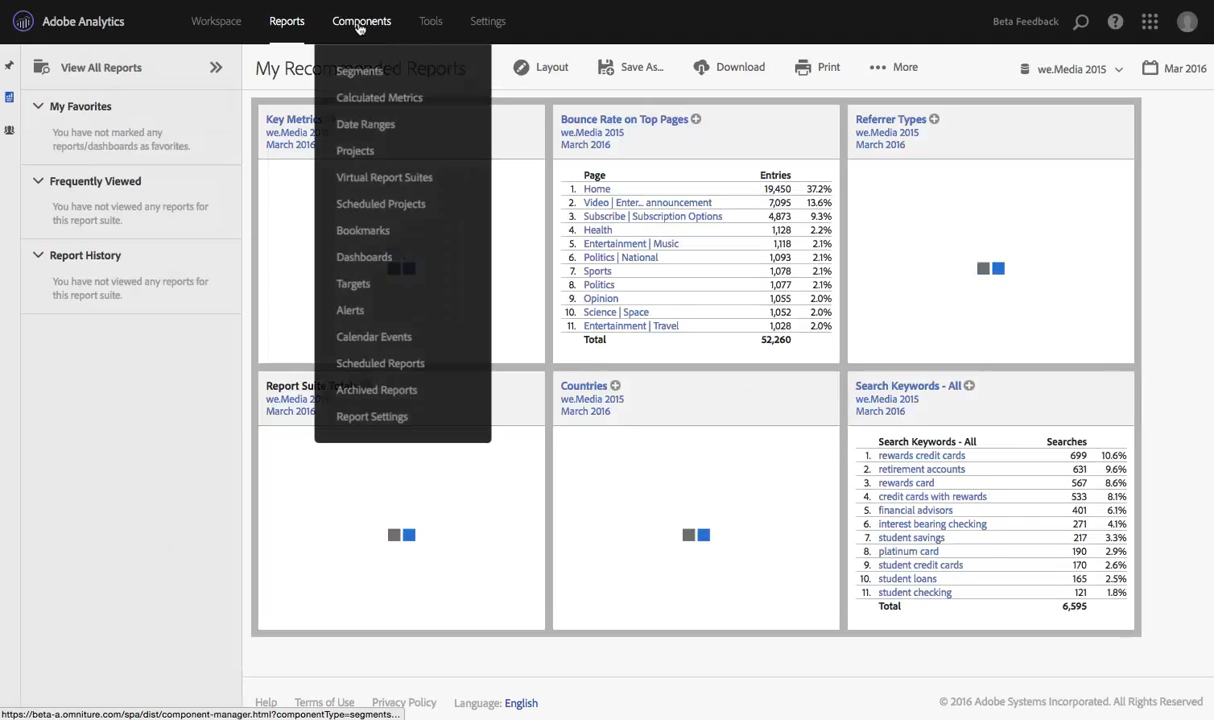 Adobe Analytics
Workspace
Reports
Components
Tools
Settings
Beta Feedback
View All Reports
My Recommended Reports
Layout
Save As...
Download
Print
More
we.Media 2015
Mar 2016
My Favorites
You have not marked any
reports/dashboards as favorites.
Frequently Viewed
You have not viewed any reports for
this report suite.
Report History
You have not viewed any reports for
this report suite.
Segments
Calculated Metrics
Date Ranges
Projects
Virtual Report Suites
Scheduled Projects
Bookmarks
Dashboards
Targets
Alerts
Calendar Events
Scheduled Reports
Archived Reports
Report Settings
Key Metrics
we.Media 2015
March 2016
Bounce Rate on Top Pages
we.Media 2015
March 2016
Page Entries
1. Home 19,450 37.2%
2. Video | Enter... announcement 7,095 13.6%
3. Subscribe | Subscription Options 4,873 9.3%
4. Health 1,128 2.2%
5. Entertainment | Music 1,118 2.1%
6. Politics | National 1,093 2.1%
7. Sports 1,078 2.1%
8. Politics 1,077 2.1%
9. Opinion 1,055 2.0%
10. Science | Space 1,052 2.0%
11. Entertainment | Travel 1,028 2.0%
Total 52,260
Referrer Types
we.Media 2015
March 2016
Report Suite Totals
we.Media 2015
March 2016
Countries
we.Media 2015
March 2016
Search Keywords - All
we.Media 2015
March 2016
Search Keywords - All Searches
1. rewards credit cards 699 10.6%
2. retirement accounts 631 9.6%
3. rewards card 567 8.6%
4. credit cards with rewards 533 8.1%
5. financial advisors 401 6.1%
6. interest bearing checking 271 4.1%
7. student savings 217 3.3%
8. platinum card 190 2.9%
9. student credit cards 170 2.6%
10. student loans 165 2.5%
11. student checking 121 1.8%
Total 6,595
Help
Terms of Use
Privacy Policy
Language: English
© 2016 Adobe Systems Incorporated. All Rights Reserved
https://beta-a.omniture.com/spa/dist/component-manager.html?componentType=segments...